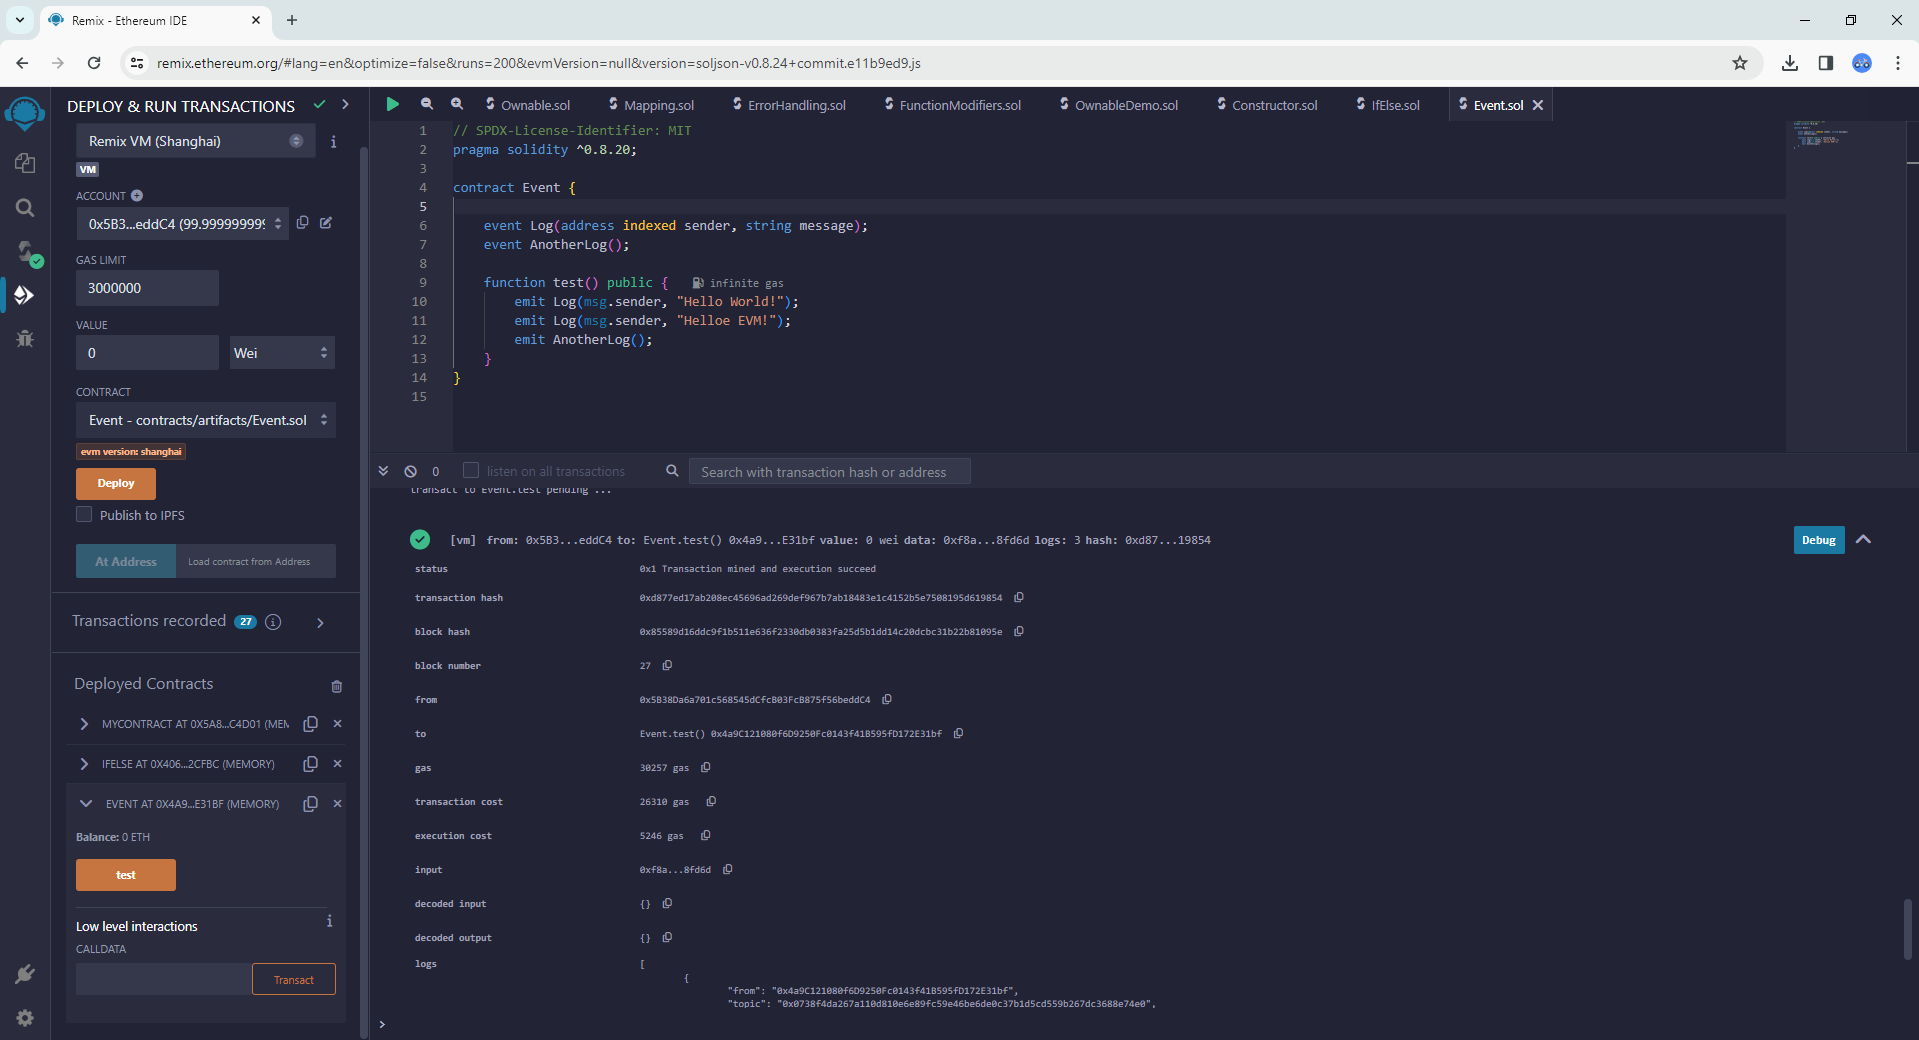 Remix - Ethereum IDE
remix.ethereum.org/#lang=en&optimize=false&runs=200&evmVersion=null&version=soljson-v0.8.24+commit.e11b9ed9.js
DEPLOY & RUN TRANSACTIONS
Remix VM (Shanghai)
VM
ACCOUNT
0x5B3...eddC4 (99.999999999
GAS LIMIT
3000000
VALUE
0
Wei
CONTRACT
Event - contracts/artifacts/Event.sol
evm version: shanghai
Deploy
Publish to IPFS
At Address
Load contract from Address
Transactions recorded 27
Deployed Contracts
MYCONTRACT AT 0X5A8...C4D01 (MEM
IFELSE AT 0X406...2CFBC (MEMORY)
EVENT AT 0X4A9...E31BF (MEMORY)
Balance: 0 ETH
test
Low level interactions
CALLDATA
Transact
Ownable.sol Mapping.sol ErrorHandling.sol FunctionModifiers.sol OwnableDemo.sol Constructor.sol IfElse.sol Event.sol
1 // SPDX-License-Identifier: MIT
2 pragma solidity ^0.8.20;
3
4 contract Event {
5
6 event Log(address indexed sender, string message);
7 event AnotherLog();
8
9 function test() public { infinite gas
10 emit Log(msg.sender, "Hello World!");
11 emit Log(msg.sender, "Helloe EVM!");
12 emit AnotherLog();
13 }
14 }
15
0 listen on all transactions Search with transaction hash or address
transact to Event.test pending ...
[vm] from: 0x5B3...eddC4 to: Event.test() 0x4a9...E31bf value: 0 wei data: 0xf8a...8fd6d logs: 3 hash: 0xd87...19854
Debug
status 0x1 Transaction mined and execution succeed
transaction hash 0xd877ed17ab208ec45696ad269def967b7ab18483e1c4152b5e7508195d619854
block hash 0x85589d16ddc9f1b511e636f2330db0383fa25d5b1dd14c20dcbc31b22b81095e
block number 27
from 0x5B38Da6a701c568545dCfcB03FcB875f56beddC4
to Event.test() 0x4a9C121080f6D9250Fc0143f41B595fD172E31bf
gas 30257 gas
transaction cost 26310 gas
execution cost 5246 gas
input 0xf8a...8fd6d
decoded input {}
decoded output {}
logs [
{
"from": "0x4a9C121080f6D9250Fc0143f41B595fD172E31bf",
"topic": "0x0738f4da267a110d810e6e89fc59e46be6de0c37b1d5cd559b267dc3688e74e0",
>